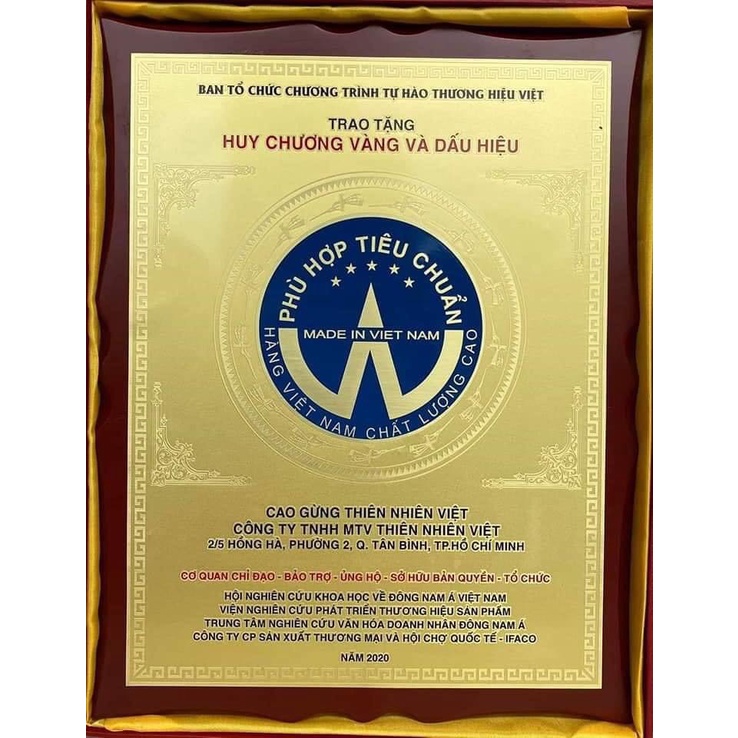 BAN TỔ CHỨC CHƯƠNG TRÌNH TỰ HÀO THƯƠNG HIỆU VIỆT
TRAO TẶNG
HUY CHƯƠNG VÀNG VÀ DẤU HIỆU
PHÙ HỢP TIÊU CHUẨN
MADE IN VIET NAM
HÀNG VIỆT NAM CHẤT LƯỢNG CAO
CAO GỪNG THIÊN NHIÊN VIỆT
CÔNG TY TNHH MTV THIÊN NHIÊN VIỆT
2/5 HỒNG HÀ, PHƯỜNG 2, Q. TÂN BÌNH, TP.HỒ CHÍ MINH
CƠ QUAN CHỈ ĐẠO - BẢO TRỢ - ỦNG HỘ - SỞ HỮU BẢN QUYỀN - TỔ CHỨC
HỘI NGHIÊN CỨU KHOA HỌC VỀ ĐÔNG NAM Á VIỆT NAM
VIỆN NGHIÊN CỨU PHÁT TRIỂN THƯƠNG HIỆU SẢN PHẨM
TRUNG TÂM NGHIÊN CỨU VĂN HÓA DOANH NHÂN ĐÔNG NAM Á
CÔNG TY CP SẢN XUẤT THƯƠNG MẠI VÀ HỘI CHỢ QUỐC TẾ - IFACO
NĂM 2020